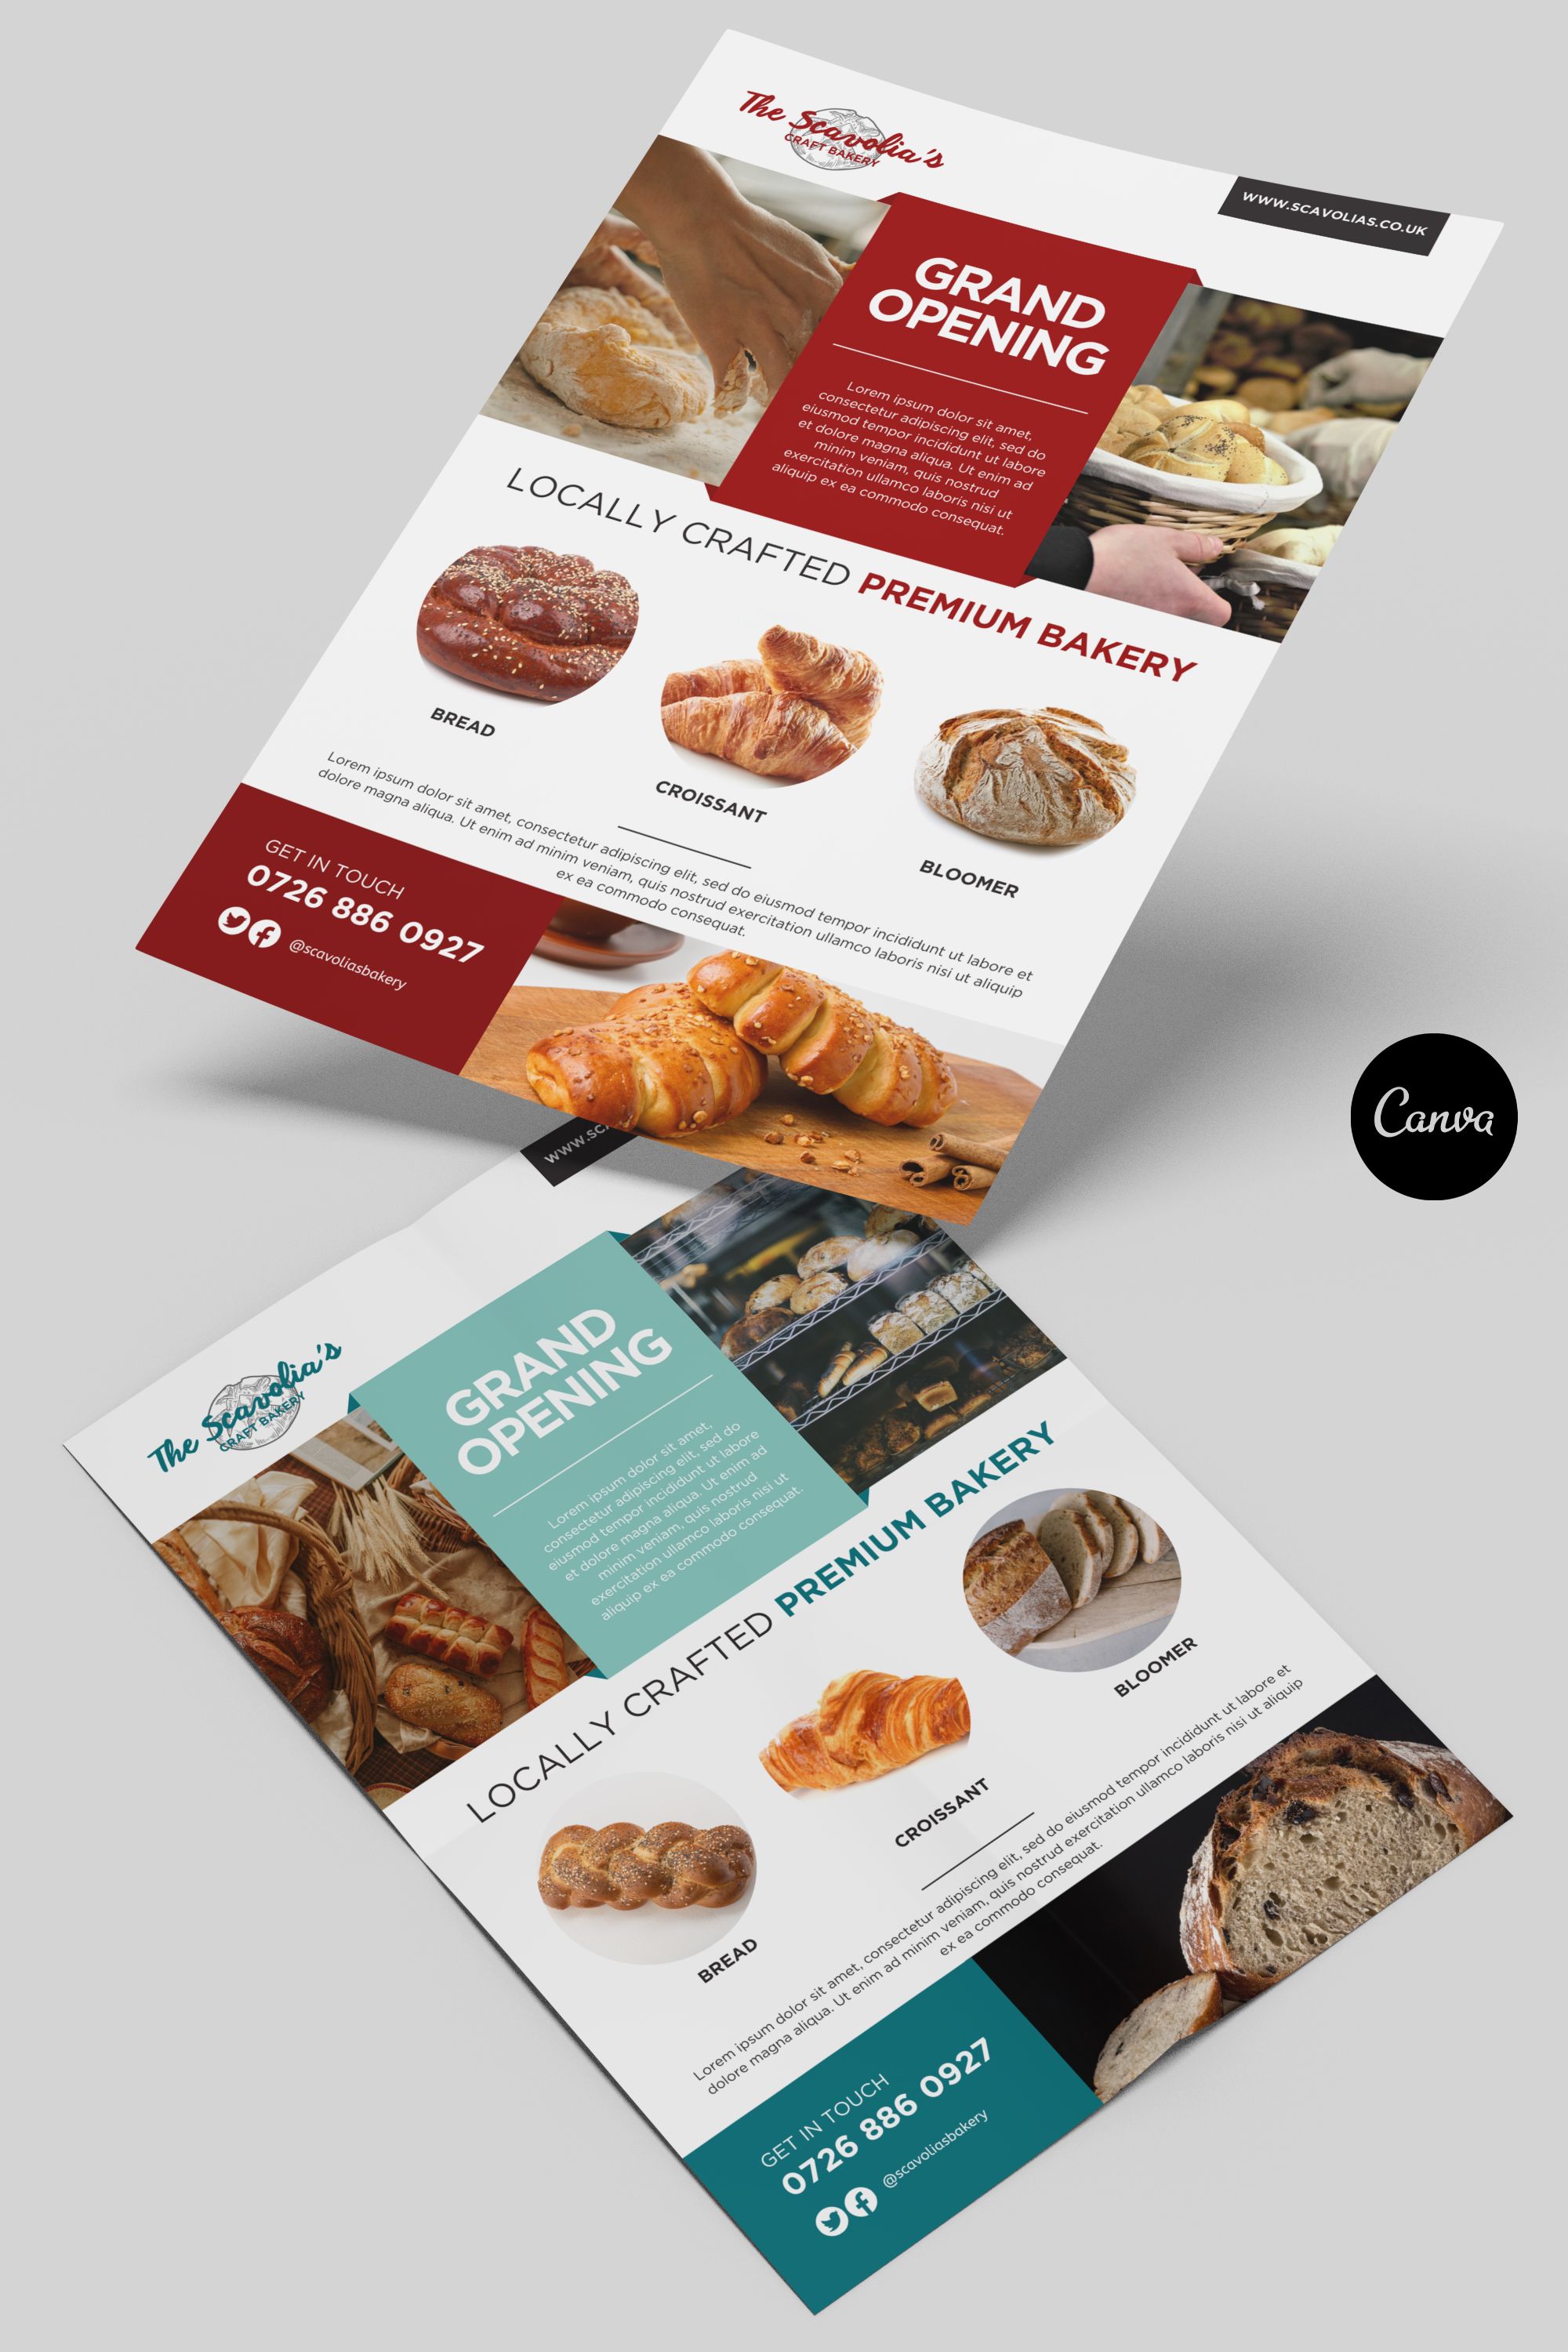 The Scavolia's
CRAFT BAKERY
WWW.SCAVOLIAS.CO.UK
GRAND
OPENING
Lorem ipsum dolor sit amet,
consectetur adipiscing elit, sed do
eiusmod tempor incididunt ut labore
et dolore magna aliqua. Ut enim ad
minim veniam, quis nostrud
exercitation ullamco laboris nisi ut
aliquip ex ea commodo consequat.
LOCALLY CRAFTED PREMIUM BAKERY
BREAD
CROISSANT
BLOOMER
Lorem ipsum dolor sit amet, consectetur adipiscing elit, sed do eiusmod tempor incididunt ut labore et
dolore magna aliqua. Ut enim ad minim veniam, quis nostrud exercitation ullamco laboris nisi ut aliquip
ex ea commodo consequat.
GET IN TOUCH
0726 886 0927
@scavoliasbakery
Canva
WWW.SC
The Scavolia's
CRAFT BAKERY
GRAND
OPENING
Lorem ipsum dolor sit amet,
consectetur adipiscing elit, sed do
eiusmod tempor incididunt ut labore
et dolore magna aliqua. Ut enim ad
minim veniam, quis nostrud
exercitation ullamco laboris nisi ut
aliquip ex ea commodo consequat.
LOCALLY CRAFTED PREMIUM BAKERY
BREAD
CROISSANT
BLOOMER
Lorem ipsum dolor sit amet, consectetur adipiscing elit, sed do eiusmod tempor incididunt ut labore et
dolore magna aliqua. Ut enim ad minim veniam, quis nostrud exercitation ullamco laboris nisi ut aliquip
ex ea commodo consequat.
GET IN TOUCH
0726 886 0927
@scavoliasbakery